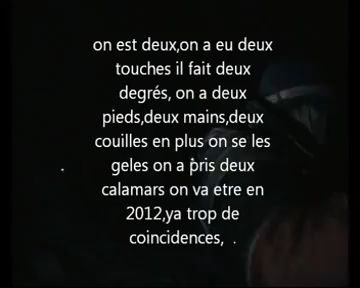 on est deux,on a eu deux
touches il fait deux
degrés, on a deux
pieds,deux mains,deux
couilles en plus on se les
geles on a pris deux
calamars on va etre en
2012,ya trop de
coincidences, .